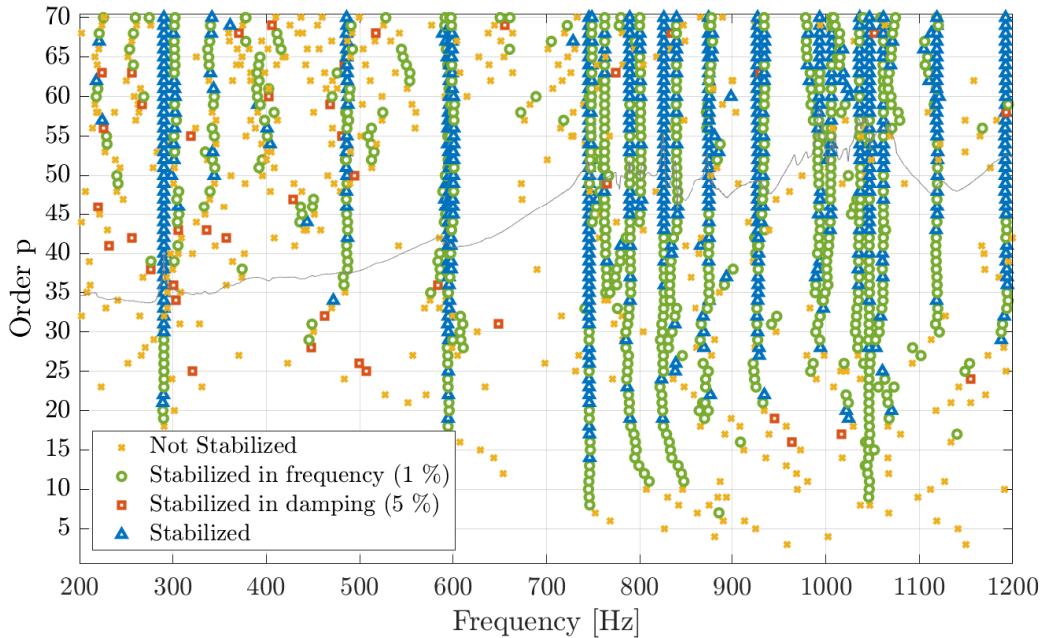 70
65
60
55
50
45
40
35
30
25
20
15
10
5
Order p
Not Stabilized
Stabilized in frequency (1 %)
Stabilized in damping (5 %)
Stabilized
200 300 400 500 600 700 800 900 1000 1100 1200
Frequency [Hz]